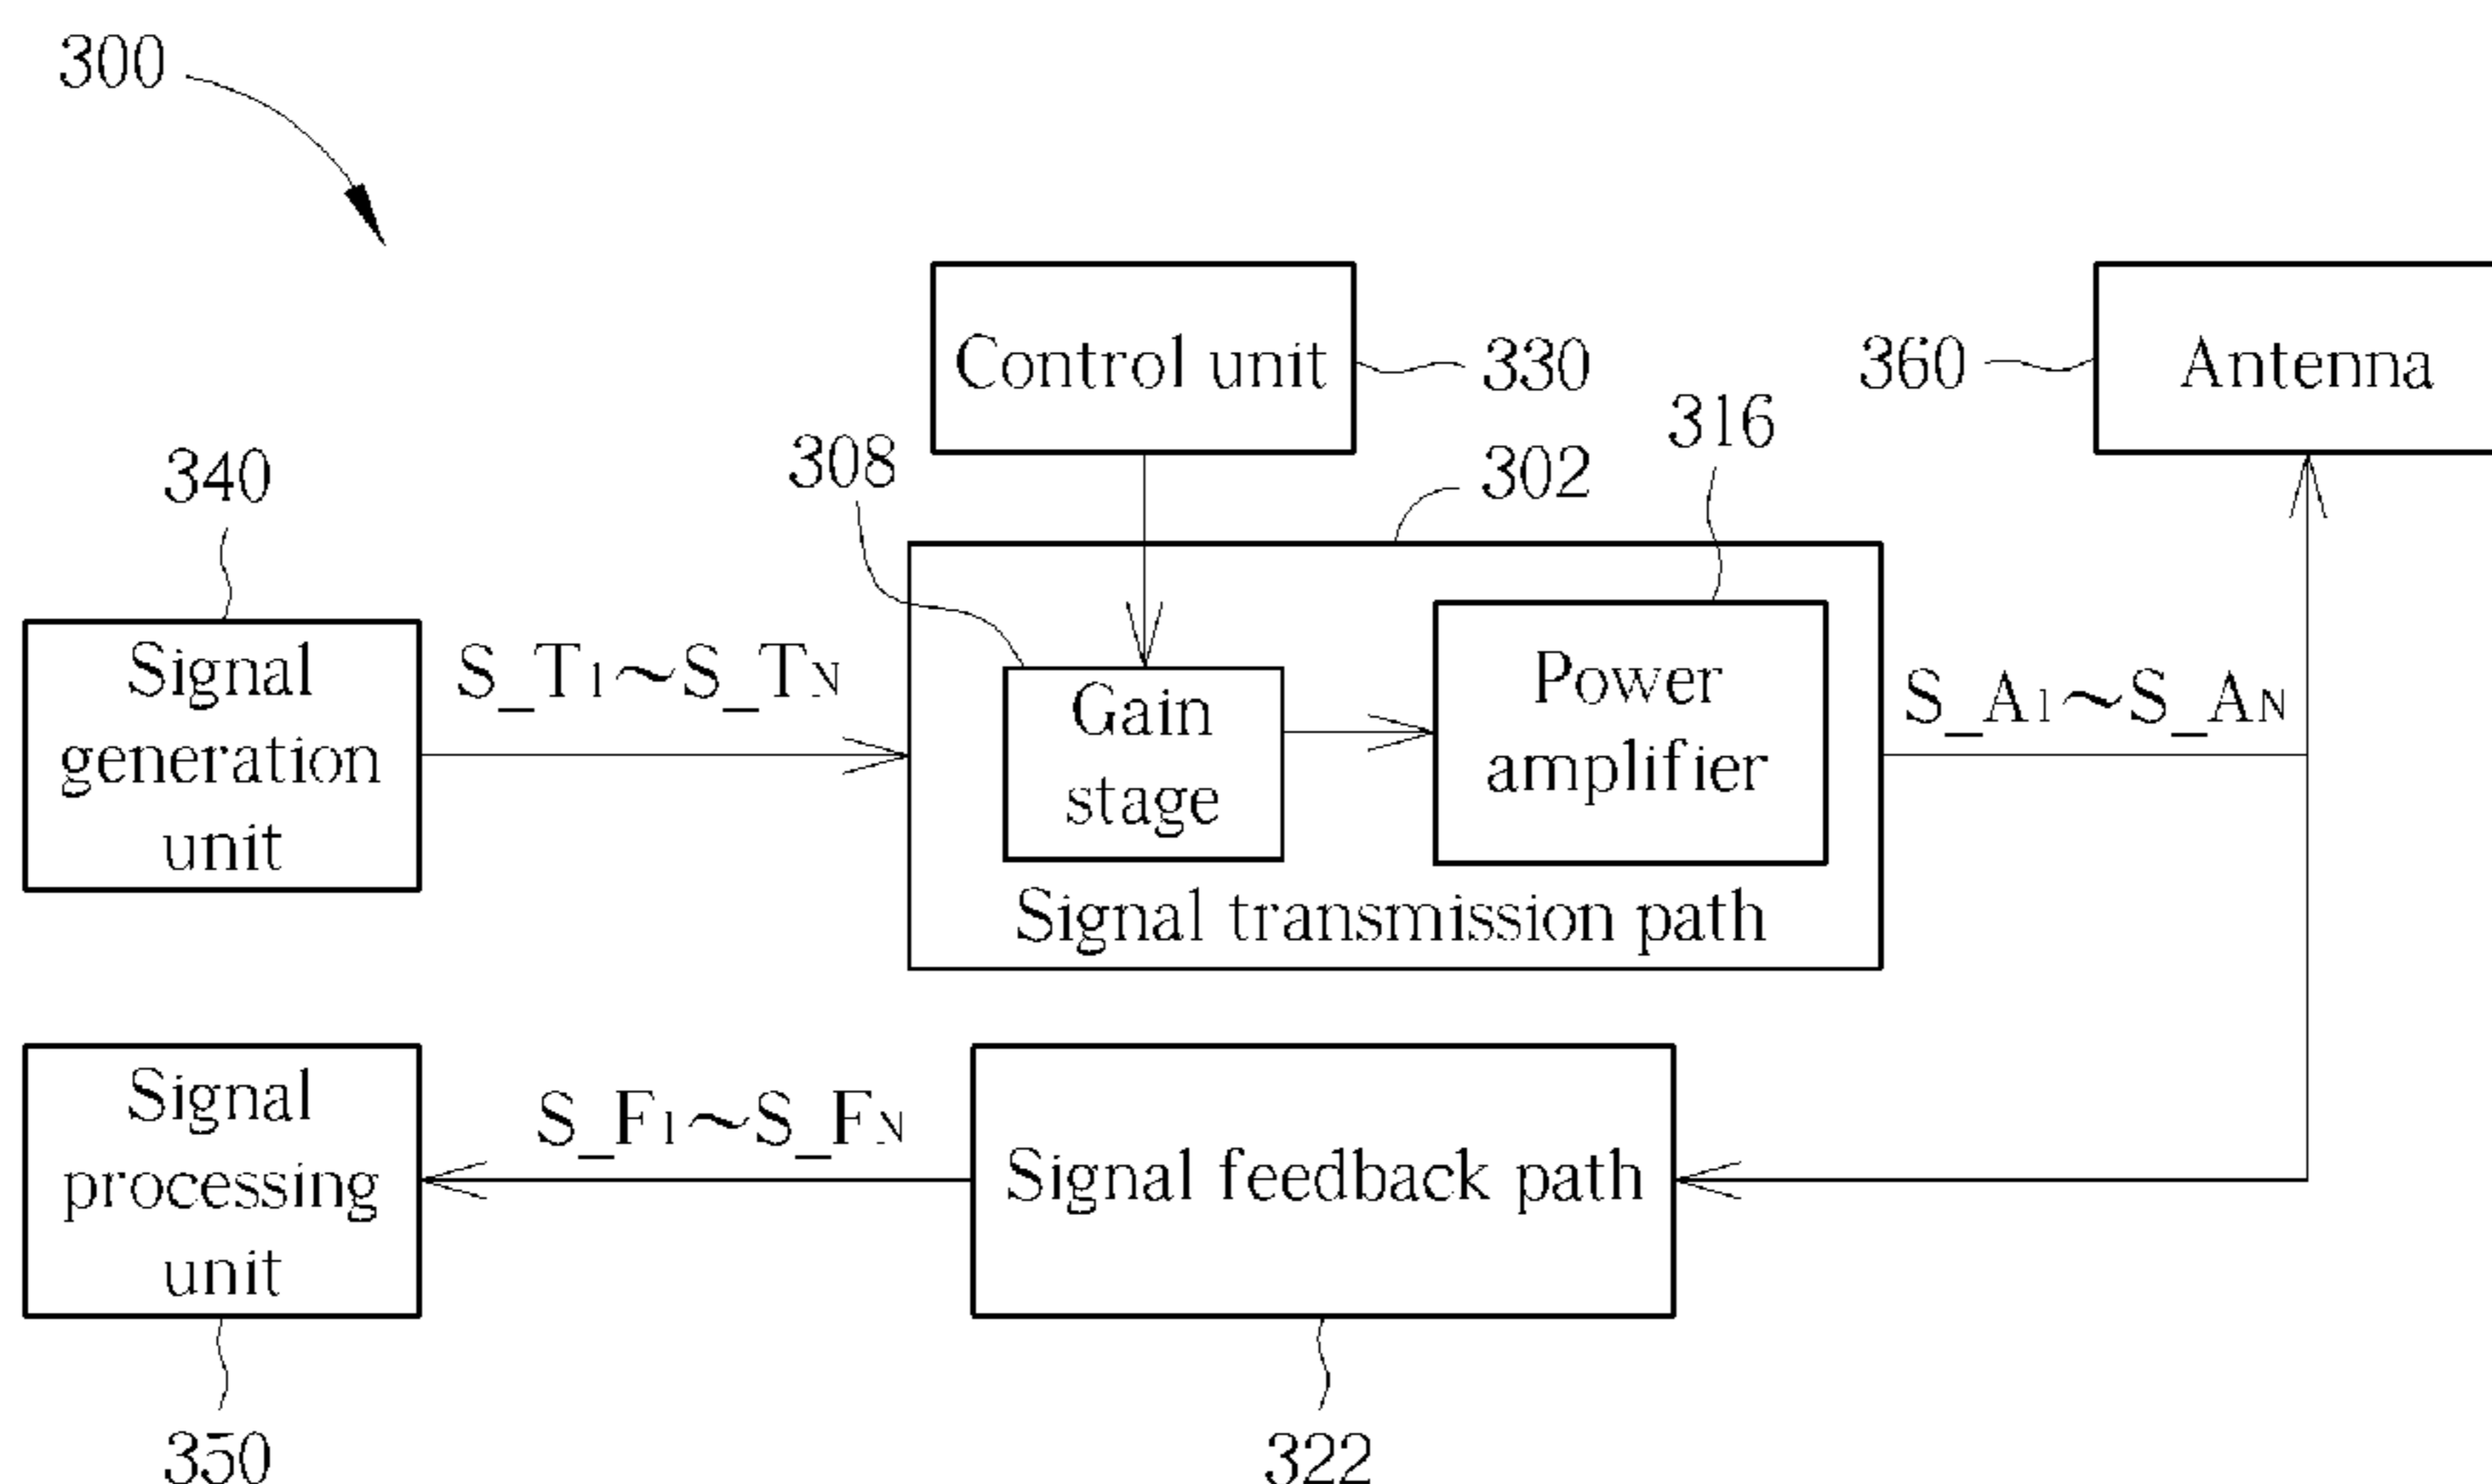 300
Control unit
330
360
Antenna
316
308
302
340
Signal
generation
unit
S_T1~S_TN
Gain
stage
Power
amplifier
S_A1~S_AN
Signal transmission path
Signal
processing
unit
S_F1~S_FN
Signal feedback path
350
322